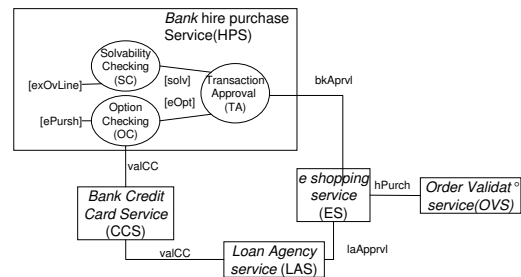 Bank hire purchase
Service(HPS)
Solvability
Checking
(SC)
[solv]
[exOvLine]
Transaction
Approval
(TA)
bkAprvl
[eOpt]
[ePursh]
Option
Checking
(OC)
valCC
Bank Credit
Card Service
(CCS)
e shopping
service
(ES)
hPurch
Order Validat°
service(OVS)
valCC
Loan Agency
service (LAS)
laApprvl